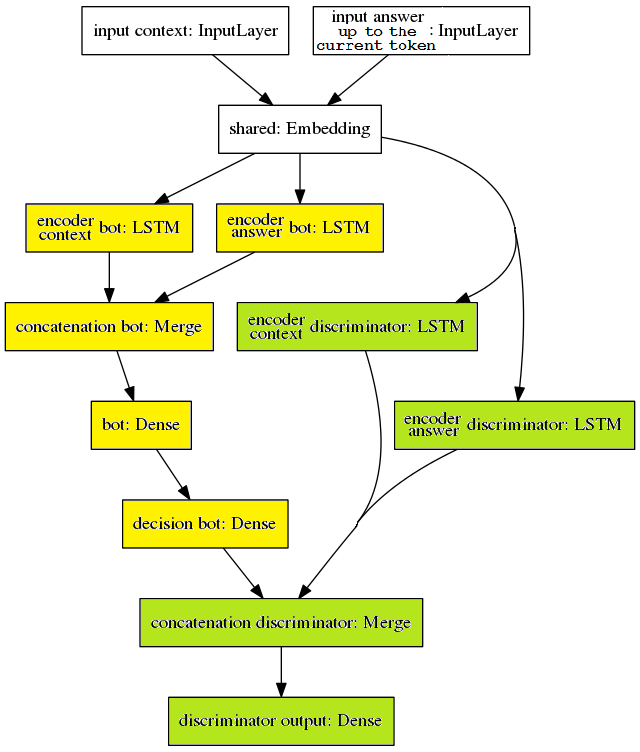 input context: InputLayer
input answer
up to the : InputLayer
current token
shared: Embedding
encoder
context bot: LSTM
encoder
answer bot: LSTM
concatenation bot: Merge
encoder
context discriminator: LSTM
bot: Dense
encoder
answer discriminator: LSTM
decision bot: Dense
concatenation discriminator: Merge
discriminator output: Dense